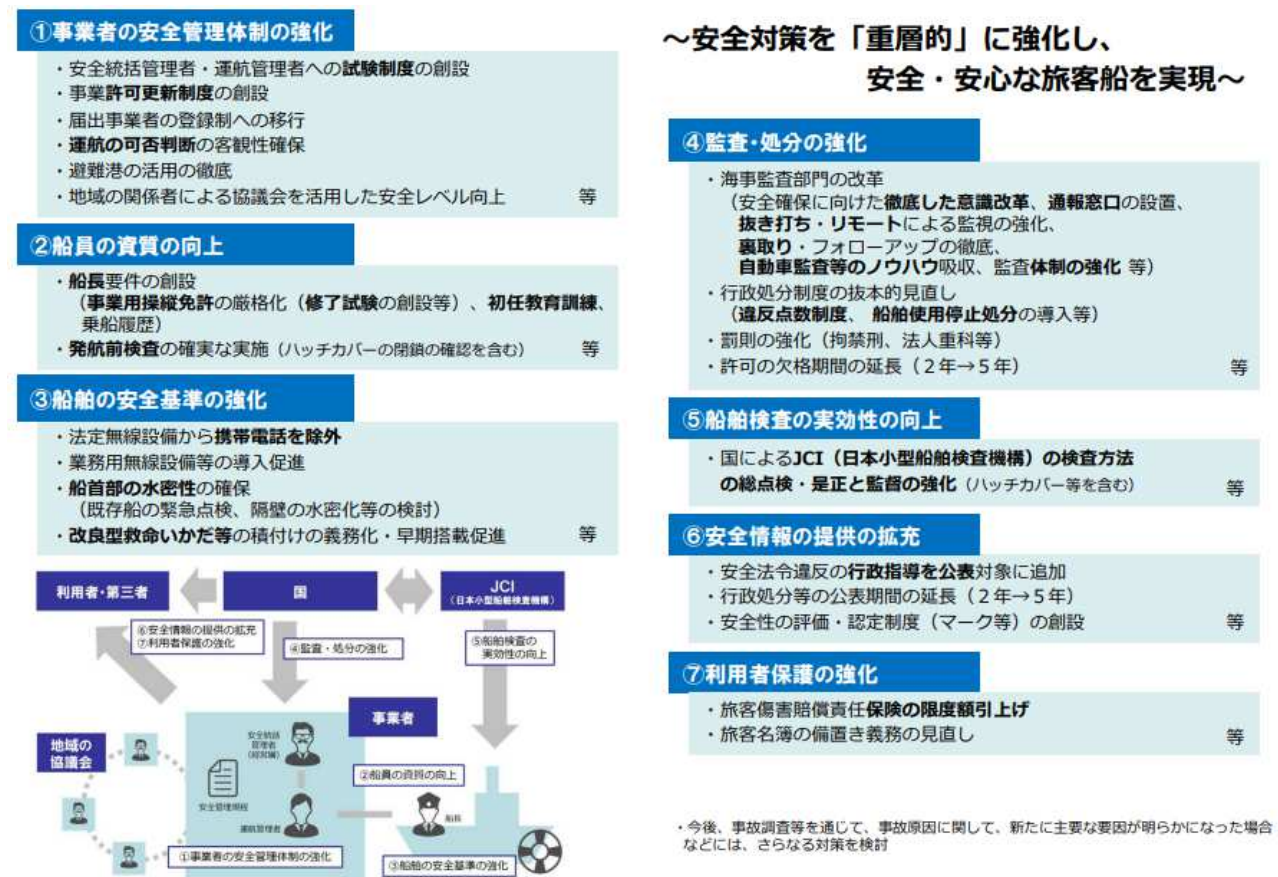 ①事業者の安全管理体制の強化
・安全統括管理者・運航管理者への試験制度の創設
・事業許可更新制度の創設
・届出事業者の登録制への移行
・運航の可否判断の客観性確保
・避難港の活用の徹底
・地域の関係者による協議会を活用した安全レベル向上 等
②船員の資質の向上
・船長要件の創設
（事業用操縦免許の厳格化（修了試験の創設等）、初任教育訓練、
乗船履歴）
・発航前検査の確実な実施（ハッチカバーの閉鎖の確認を含む） 等
③船舶の安全基準の強化
・法定無線設備から携帯電話を除外
・業務用無線設備等の導入促進
・船首部の水密性の確保
（既存船の緊急点検、隔壁の水密化等の検討）
・改良型救命いかだ等の積付けの義務化・早期搭載促進 等
利用者・第三者
国
JCI
（日本小型船舶検査機構）
⑥安全情報の提供の拡充
⑦利用者保護の強化
④監査・処分の強化
⑤船舶検査の
実効性の向上
事業者
地域の
協議会
安全統括
管理者
（経営層）
安全管理規程
②船員の資質の向上
運航管理者
船長
①事業者の安全管理体制の強化
③船舶の安全基準の強化
～安全対策を「重層的」に強化し、
安全・安心な旅客船を実現～
④監査・処分の強化
・海事監査部門の改革
（安全確保に向けた徹底した意識改革、通報窓口の設置、
抜き打ち・リモートによる監視の強化、
裏取り・フォローアップの徹底、
自動車監査等のノウハウ吸収、監査体制の強化 等）
・行政処分制度の抜本的見直し
（違反点数制度、船舶使用停止処分の導入等）
・罰則の強化（拘禁刑、法人重科等）
・許可の欠格期間の延長（２年→５年） 等
⑤船舶検査の実効性の向上
・国によるJCI（日本小型船舶検査機構）の検査方法
の総点検・是正と監督の強化（ハッチカバー等を含む） 等
⑥安全情報の提供の拡充
・安全法令違反の行政指導を公表対象に追加
・行政処分等の公表期間の延長（２年→５年）
・安全性の評価・認定制度（マーク等）の創設 等
⑦利用者保護の強化
・旅客傷害賠償責任保険の限度額引上げ
・旅客名簿の備置き義務の見直し 等
・今後、事故調査等を通じて、事故原因に関して、新たに主要な要因が明らかになった場合
などには、さらなる対策を検討